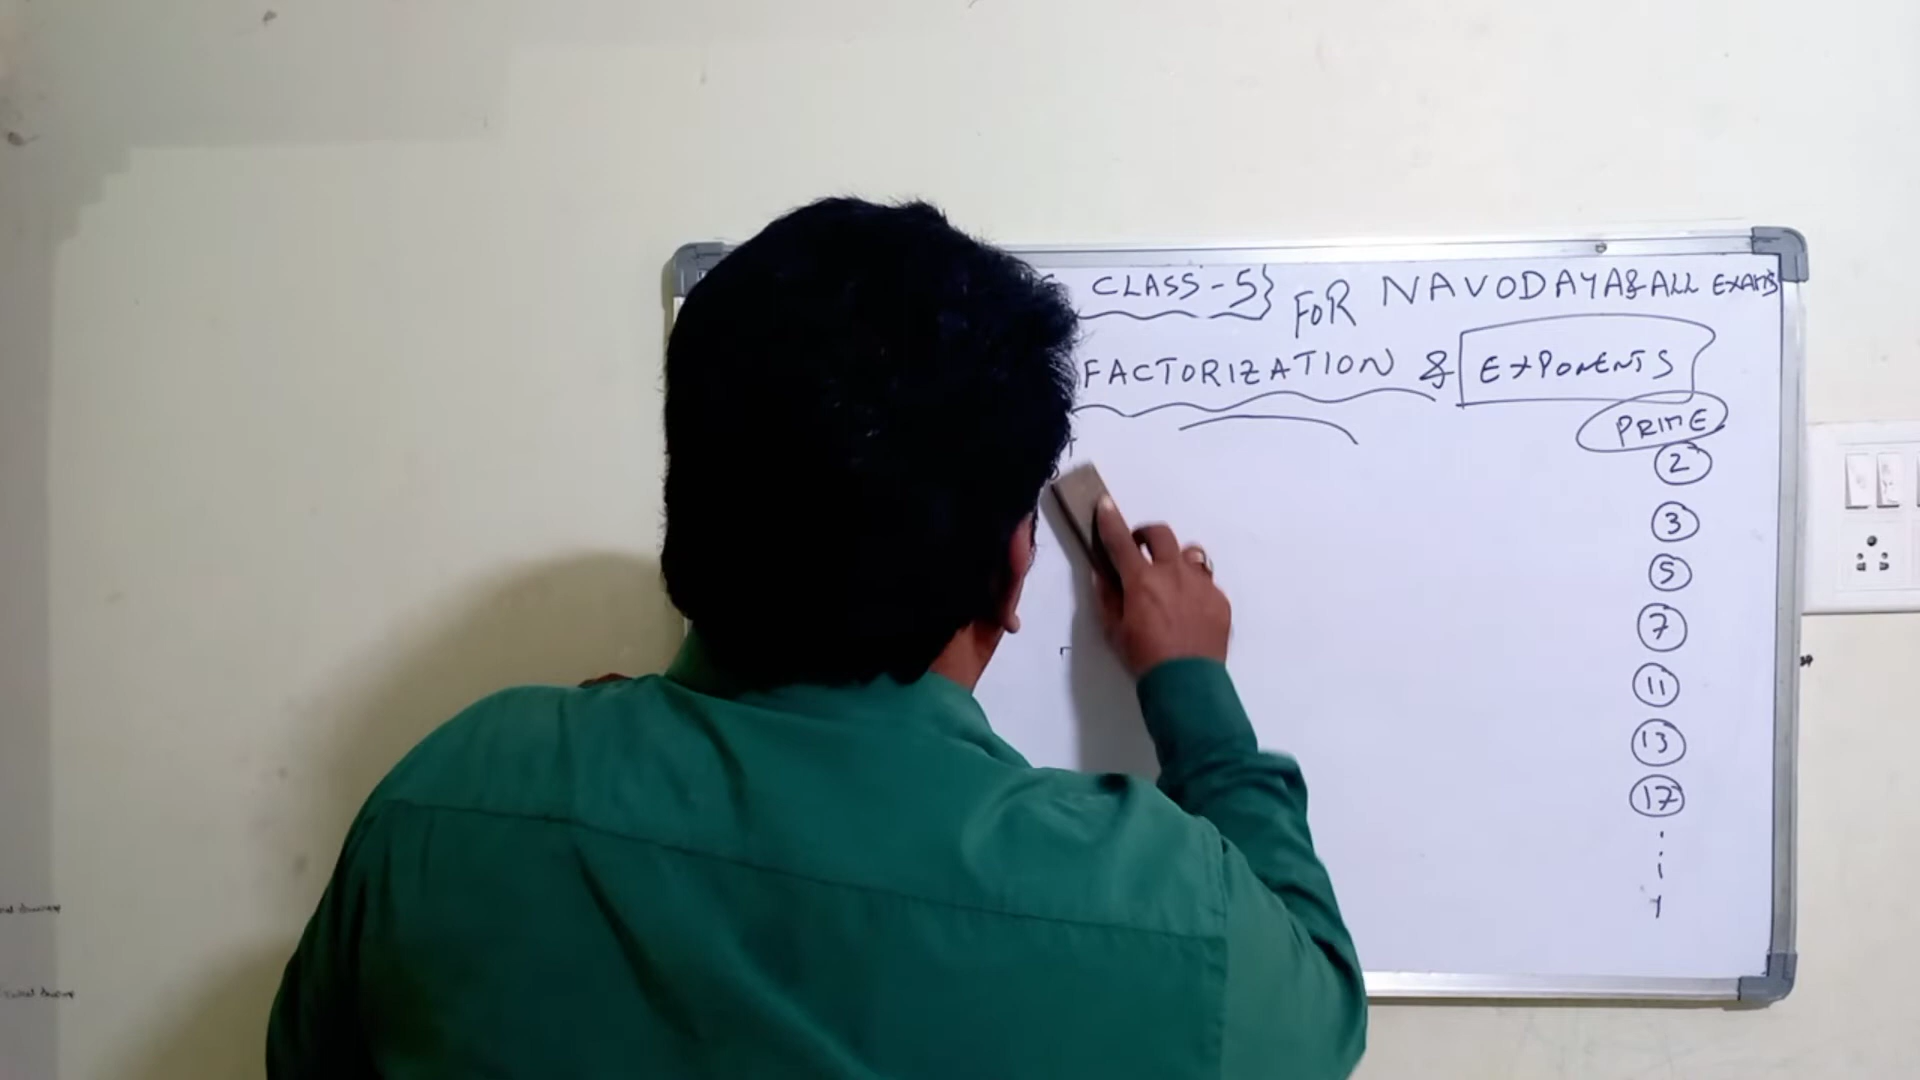 CLASS-5} FOR NAVODAYA & ALL EXAMS
FACTORIZATION & EXPONENTS
PRIME
2
3
5
7
11
13
17